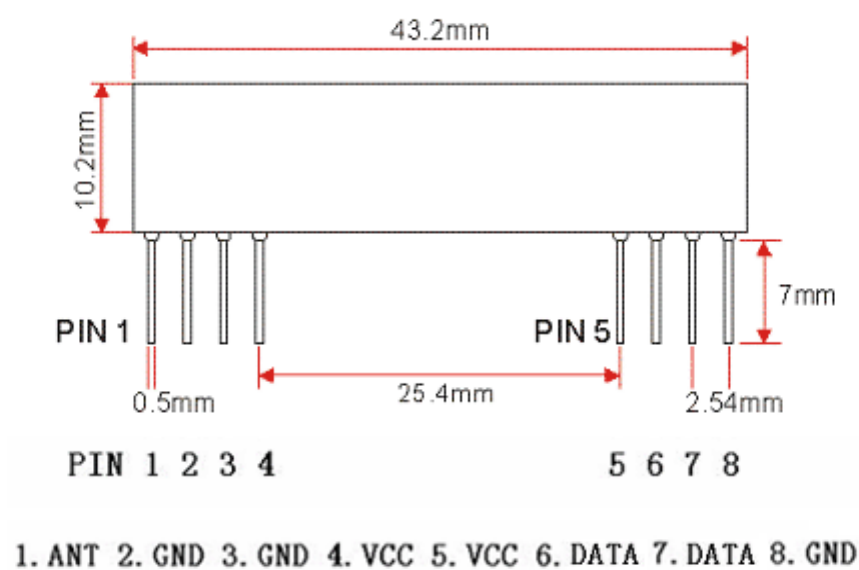 43.2mm
10.2mm
7mm
PIN 1
PIN 5
0.5mm
25.4mm
2.54mm
PIN 1 2 3 4 5 6 7 8
1. ANT 2. GND 3. GND 4. VCC 5. VCC 6. DATA 7. DATA 8. GND